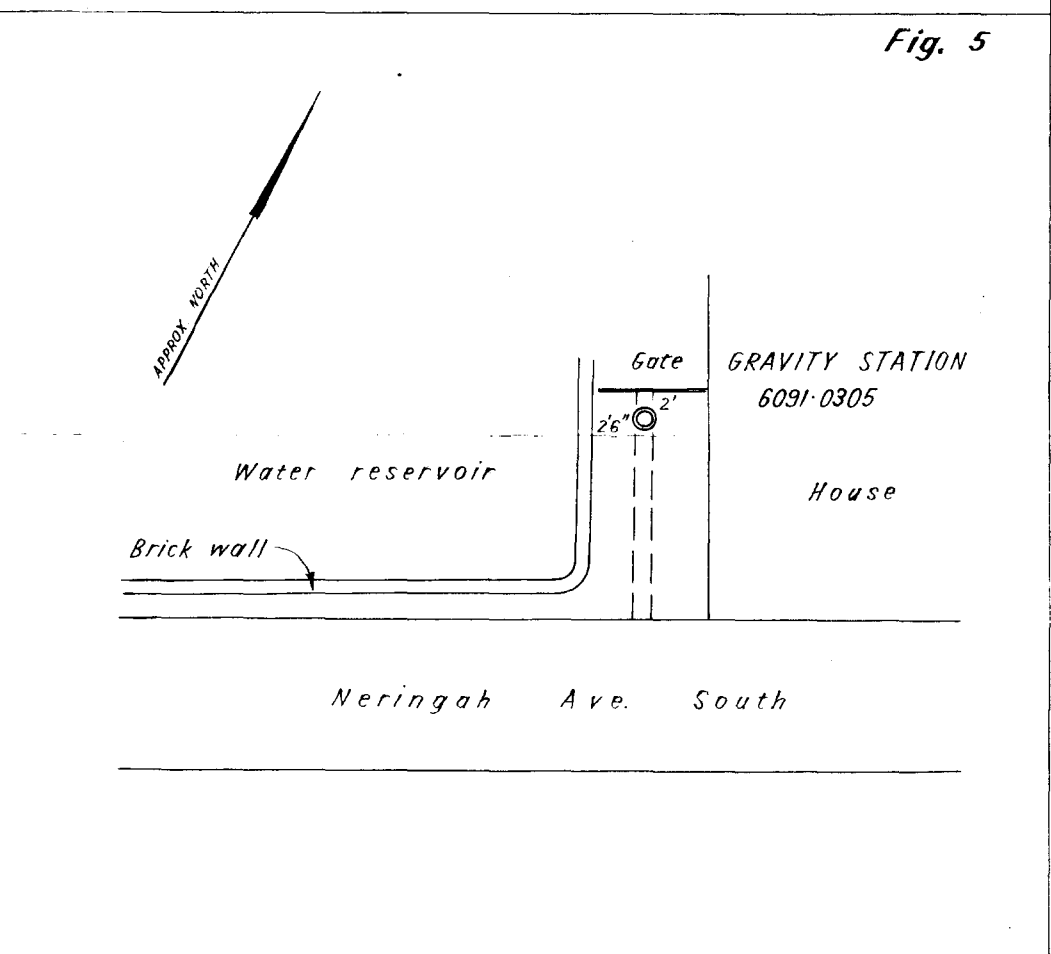 Fig. 5
APPROX. NORTH
Gate
GRAVITY STATION
6091·0305
2'
2'6"
Water reservoir
House
Brick wall
Neringah Ave. South